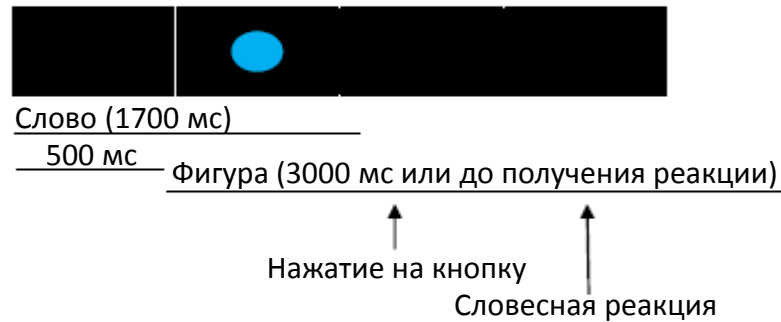 Слово (1700 мс)
500 мс
Фигура (3000 мс или до получения реакции)
Нажатие на кнопку
Словесная реакция